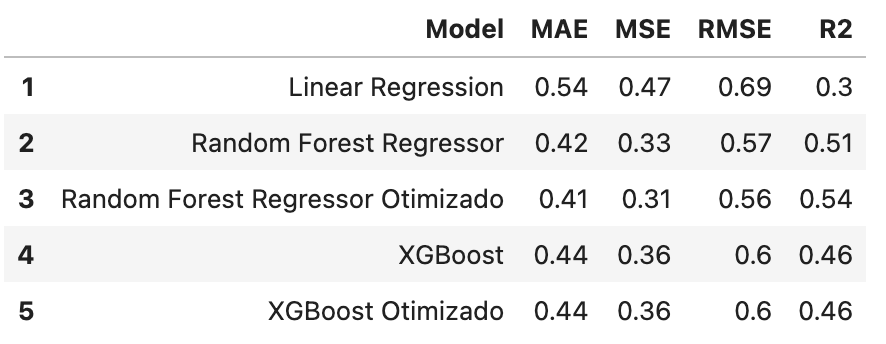 Model MAE MSE RMSE R2
1 Linear Regression 0.54 0.47 0.69 0.3
2 Random Forest Regressor 0.42 0.33 0.57 0.51
3 Random Forest Regressor Otimizado 0.41 0.31 0.56 0.54
4 XGBoost 0.44 0.36 0.6 0.46
5 XGBoost Otimizado 0.44 0.36 0.6 0.46